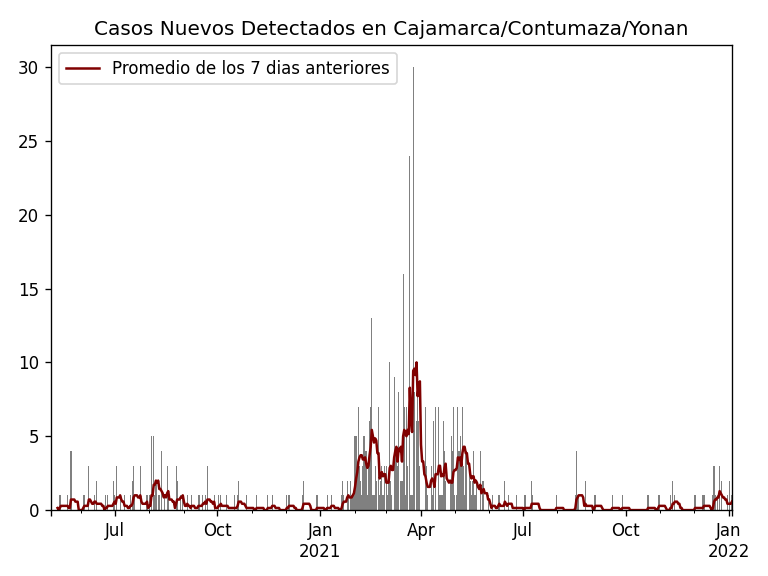 Casos Nuevos Detectados en Cajamarca/Contumaza/Yonan
Promedio de los 7 dias anteriores
30
25
20
15
10
5
0
Jul Oct Jan Apr Jul Oct Jan
2021 2022